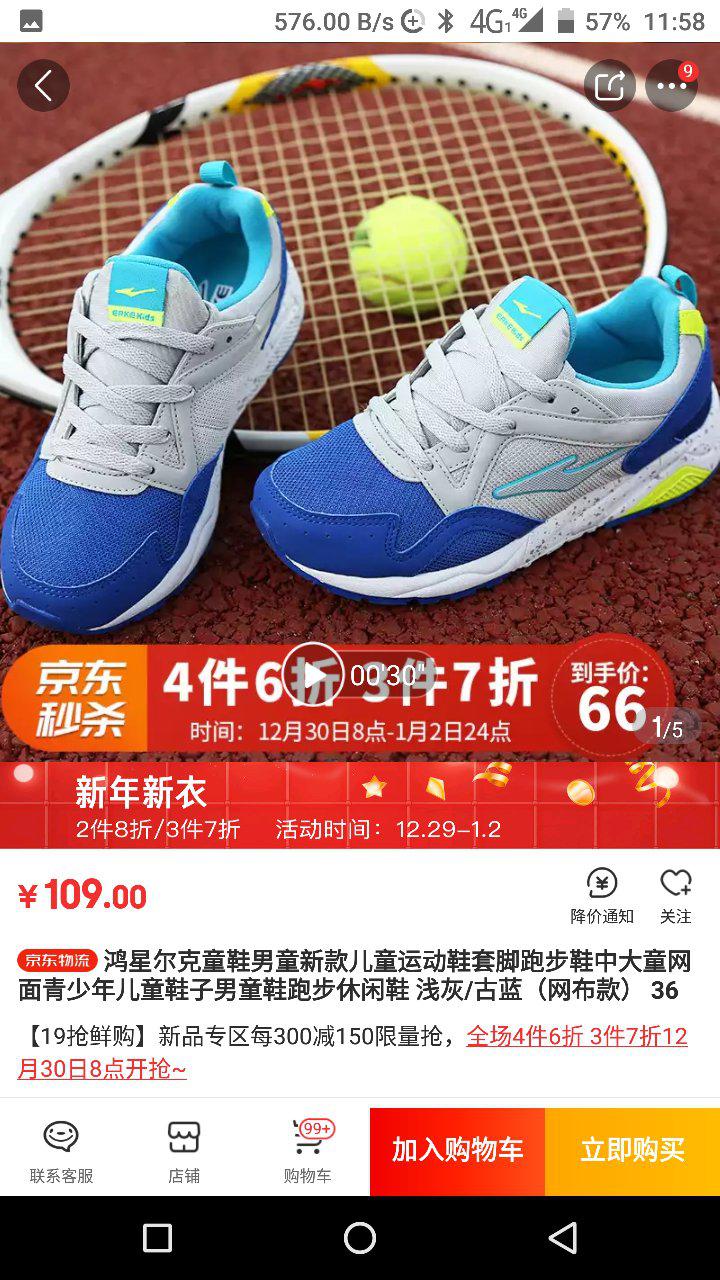 576.00 B/s 4G1 4G 57% 11:58
9
ERKEKids
ERKEKids
京东
秒杀
4件6折 3件7折
00'30"
时间：12月30日8点-1月2日24点
到手价：
66
1/5
新年新衣
2件8折/3件7折 活动时间：12.29-1.2
¥109.00
降价通知 关注
京东物流 鸿星尔克童鞋男童新款儿童运动鞋套脚跑步鞋中大童网
面青少年儿童鞋子男童鞋跑步休闲鞋 浅灰/古蓝（网布款） 36
【19抢鲜购】新品专区每300减150限量抢，全场4件6折 3件7折12
月30日8点开抢~
99+
联系客服 店铺 购物车 加入购物车 立即购买